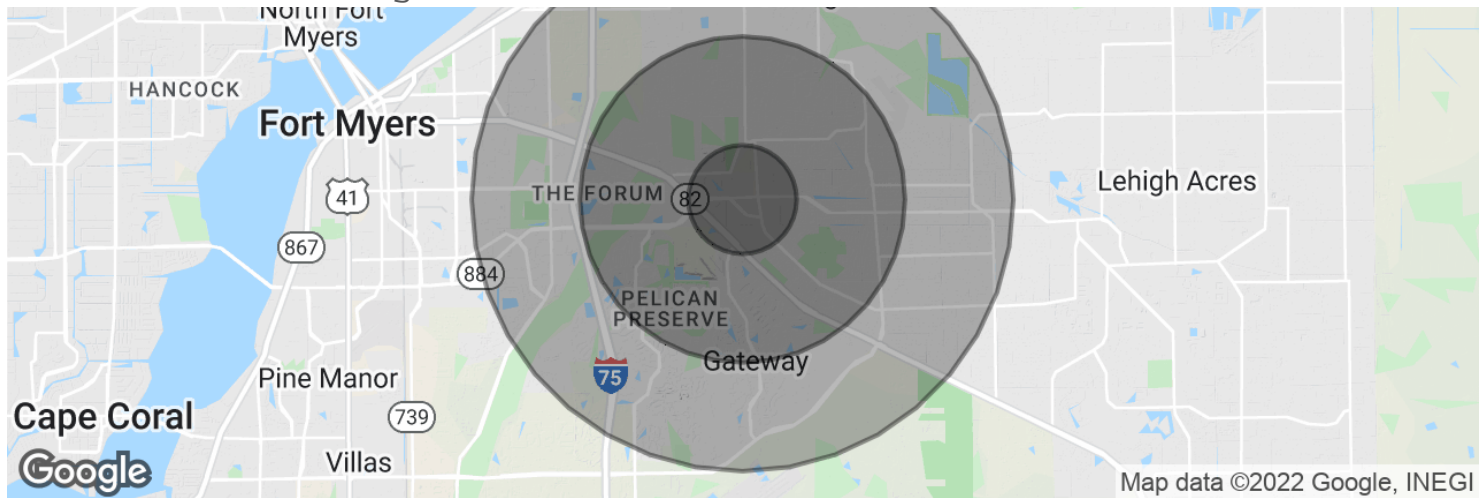 North Fort
Myers
HANCOCK
Fort Myers
THE FORUM
82
41
Lehigh Acres
867
884
PELICAN
PRESERVE
Gateway
75
Pine Manor
739
Cape Coral
Villas
Google
Map data ©2022 Google, INEGI